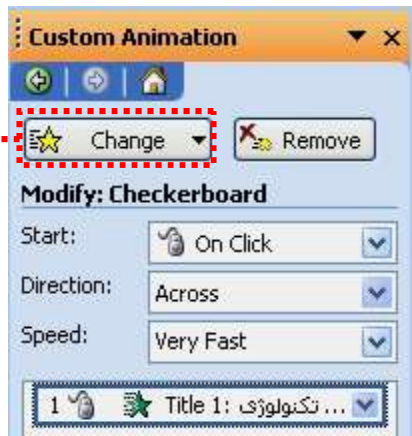 Custom Animation
Change Remove
Modify: Checkerboard
Start: On Click
Direction: Across
Speed: Very Fast
1 Title 1: تکنولوژی ...